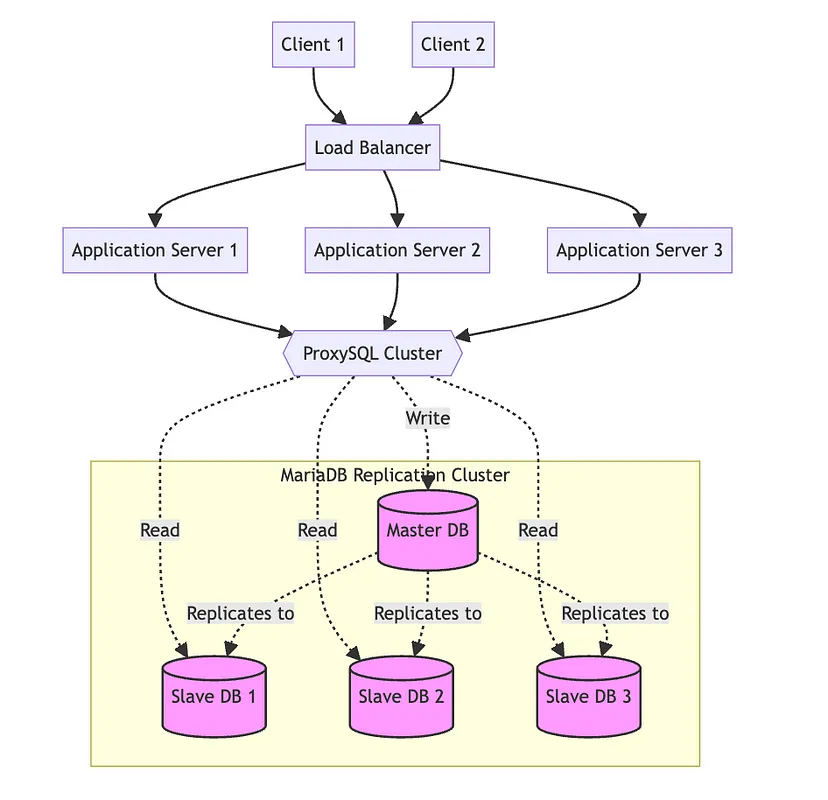 Client 1
Client 2
Load Balancer
Application Server 1
Application Server 2
Application Server 3
ProxySQL Cluster
Write
MariaDB Replication Cluster
Read
Read
Master DB
Read
Replicates to
Replicates to
Replicates to
Slave DB 1
Slave DB 2
Slave DB 3